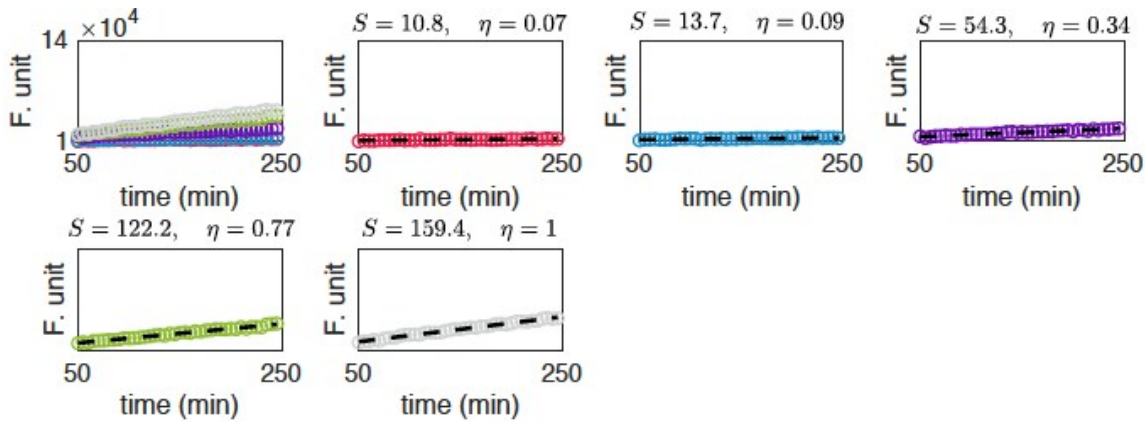 ×10⁴
14
F. unit
1
50 250
time (min)
S = 10.8, η = 0.07
F. unit
50 250
time (min)
S = 13.7, η = 0.09
F. unit
50 250
time (min)
S = 54.3, η = 0.34
F. unit
50 250
time (min)
S = 122.2, η = 0.77
F. unit
50 250
time (min)
S = 159.4, η = 1
F. unit
50 250
time (min)